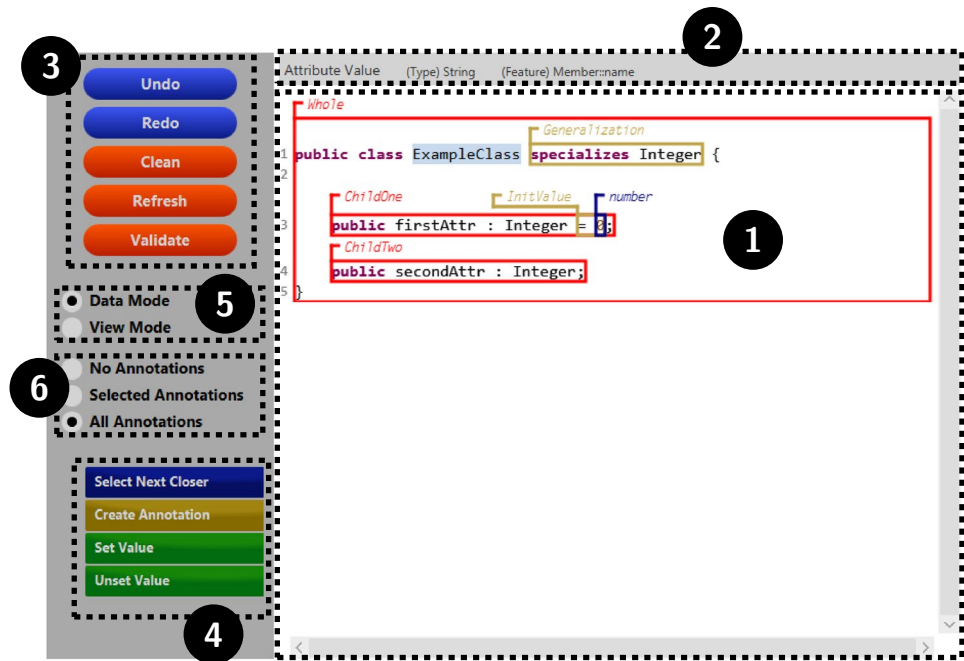 2
3
Attribute Value (Type) String (Feature) Member::name
Undo
Redo
Clean
Refresh
Validate
Whole
Generalization
1 public class ExampleClass specializes Integer {
2
ChildOne InitValue number
3 public firstAttr : Integer = 0;
ChildTwo
4 public secondAttr : Integer;
5 }
1
Data Mode
View Mode
5
No Annotations
Selected Annotations
All Annotations
6
Select Next Closer
Create Annotation
Set Value
Unset Value
4